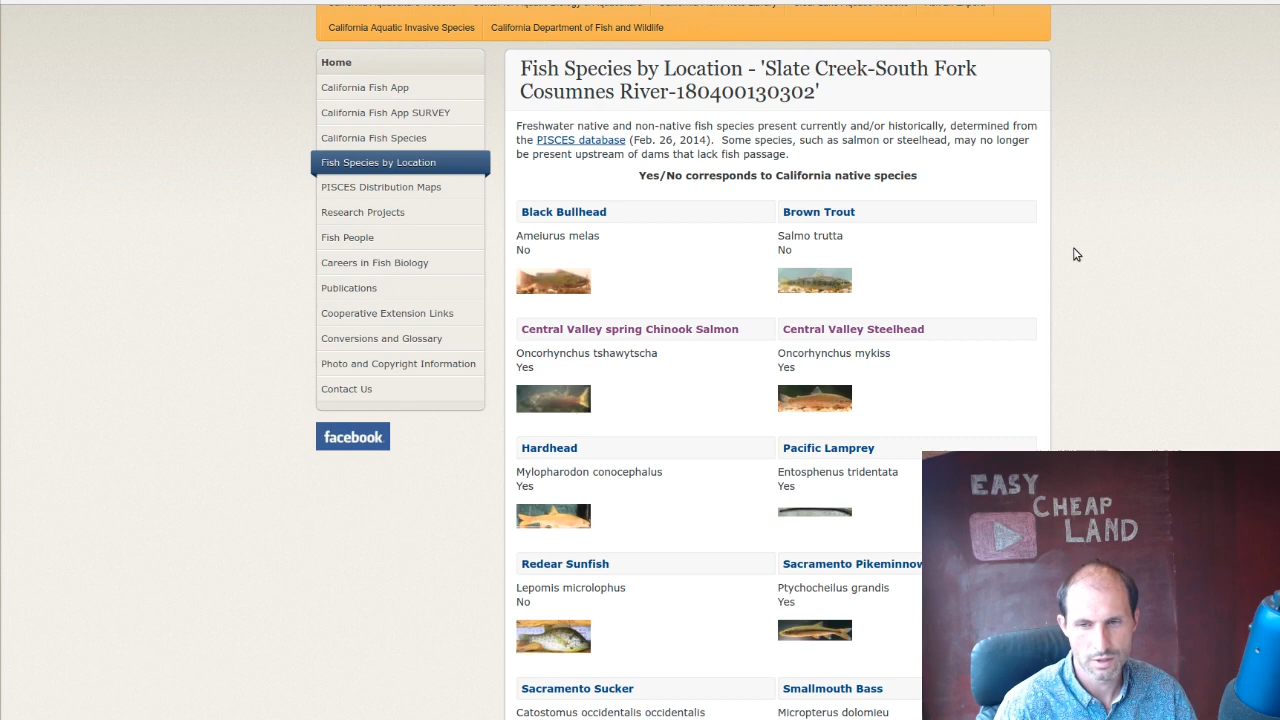 California Aquatic Invasive Species
California Department of Fish and Wildlife
Home
California Fish App
California Fish App SURVEY
California Fish Species
Fish Species by Location
PISCES Distribution Maps
Research Projects
Fish People
Careers in Fish Biology
Publications
Cooperative Extension Links
Conversions and Glossary
Photo and Copyright Information
Contact Us
facebook
Fish Species by Location - 'Slate Creek-South Fork
Cosumnes River-180400130302'
Freshwater native and non-native fish species present currently and/or historically, determined from
the PISCES database (Feb. 26, 2014). Some species, such as salmon or steelhead, may no longer
be present upstream of dams that lack fish passage.
Yes/No corresponds to California native species
Black Bullhead
Ameiurus melas
No
Brown Trout
Salmo trutta
No
Central Valley spring Chinook Salmon
Oncorhynchus tshawytscha
Yes
Central Valley Steelhead
Oncorhynchus mykiss
Yes
Hardhead
Mylopharodon conocephalus
Yes
Pacific Lamprey
Entosphenus tridentata
Yes
Redear Sunfish
Lepomis microlophus
No
Sacramento Pikeminnow
Ptychocheilus grandis
Yes
Sacramento Sucker
Catostomus occidentalis occidentalis
Smallmouth Bass
Micropterus dolomieu
EASY
CHEAP
LAND